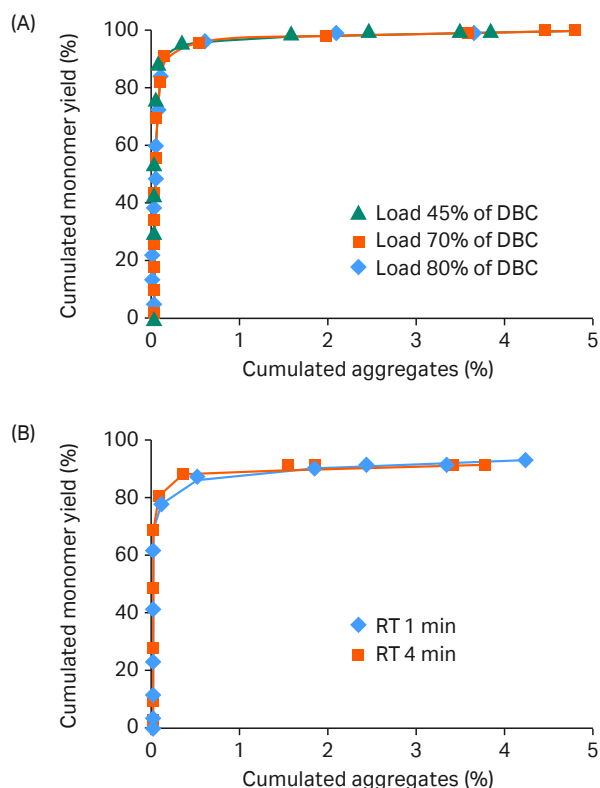 (A)
100
80
60
40
20
0
Cumulated monomer yield (%)
Load 45% of DBC
Load 70% of DBC
Load 80% of DBC
0 1 2 3 4 5
Cumulated aggregates (%)
(B)
100
80
60
40
20
0
Cumulated monomer yield (%)
RT 1 min
RT 4 min
0 1 2 3 4 5
Cumulated aggregates (%)